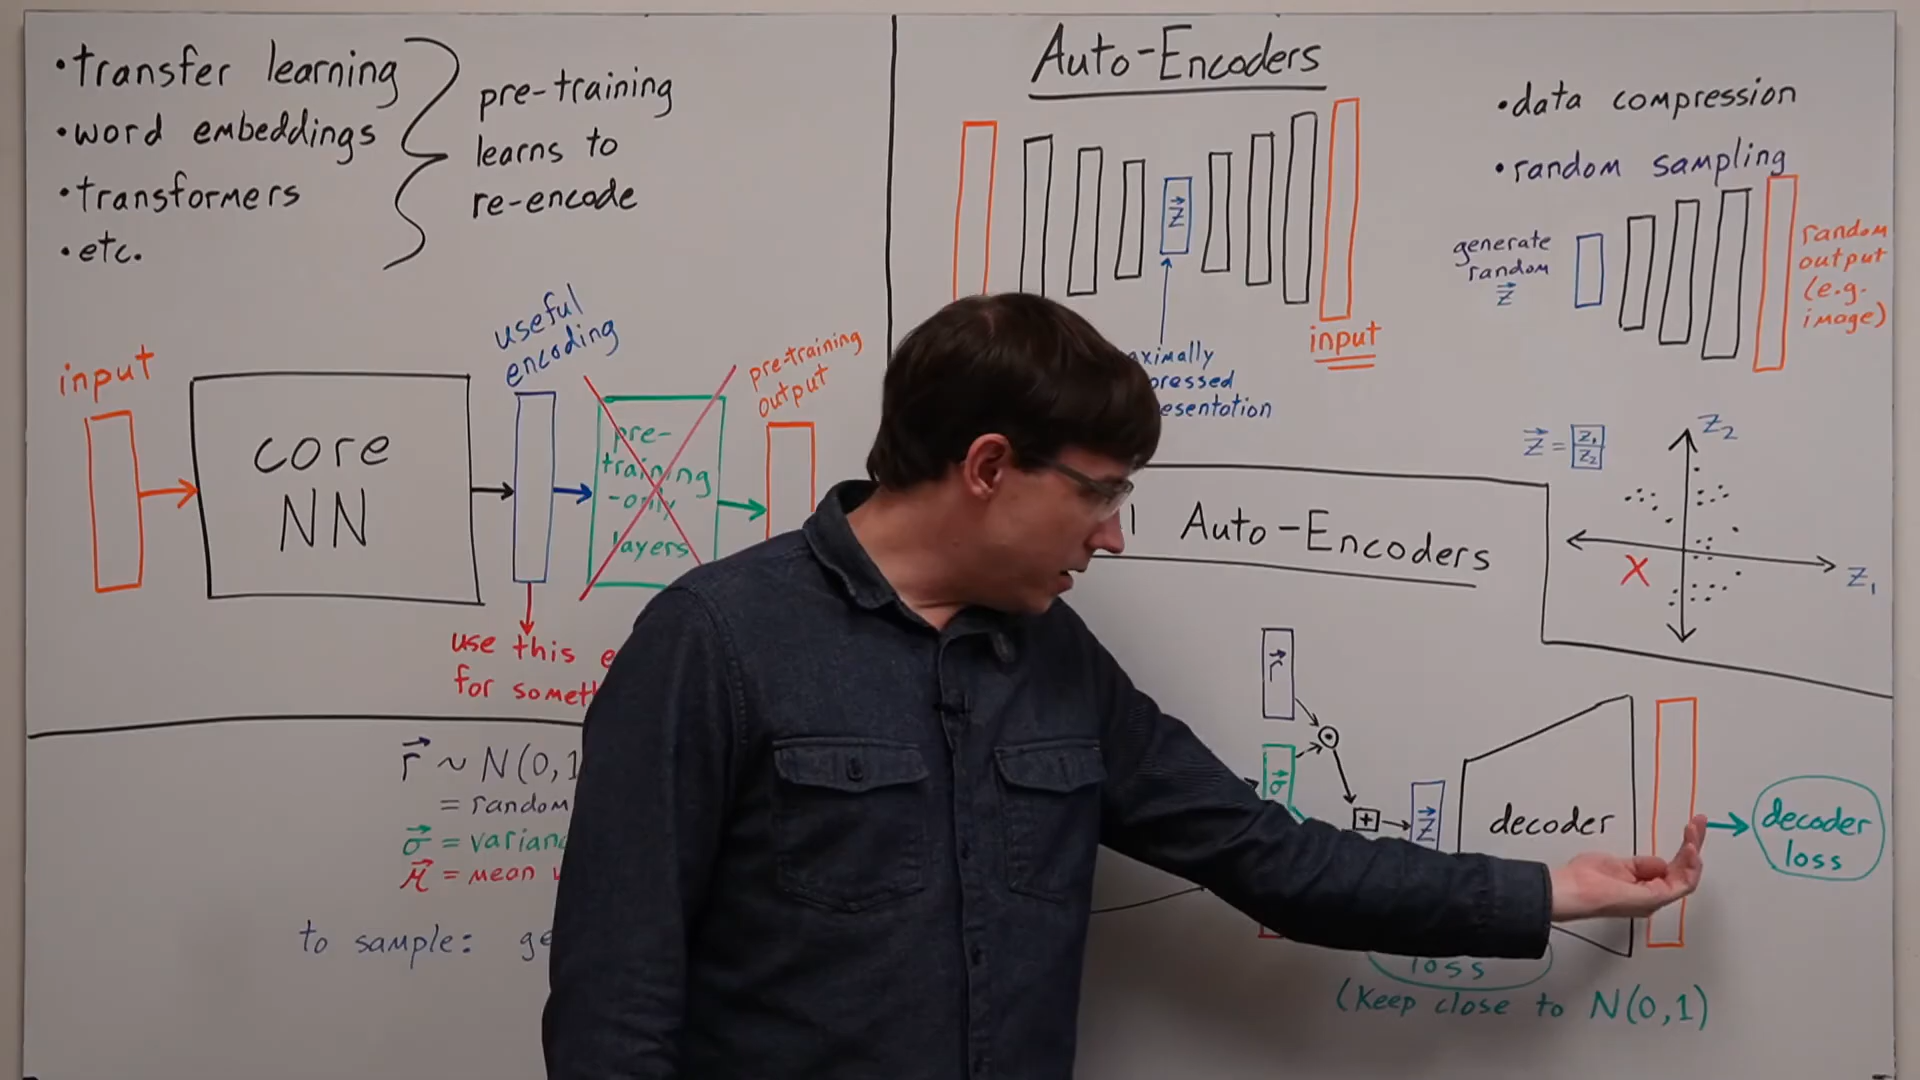 •transfer learning
•word embeddings
•transformers
•etc.
pre-training
learns to
re-encode
input
core
NN
useful
encoding
pre-
training
-only
layers
pre-training
output
use this
for
Auto-Encoders
z⃗
input
•data compression
•random sampling
generate
random
z⃗
random
output
(e.g.
image)
z⃗ = z₁
z₂
z₂
z₁
X
Auto-Encoders
r⃗ ~ N(0,1
= random
σ⃗ =
μ⃗ = mean
to sample:
r⃗
σ⃗
+
z⃗
decoder
decoder
loss
loss
(keep close to N(0,1)